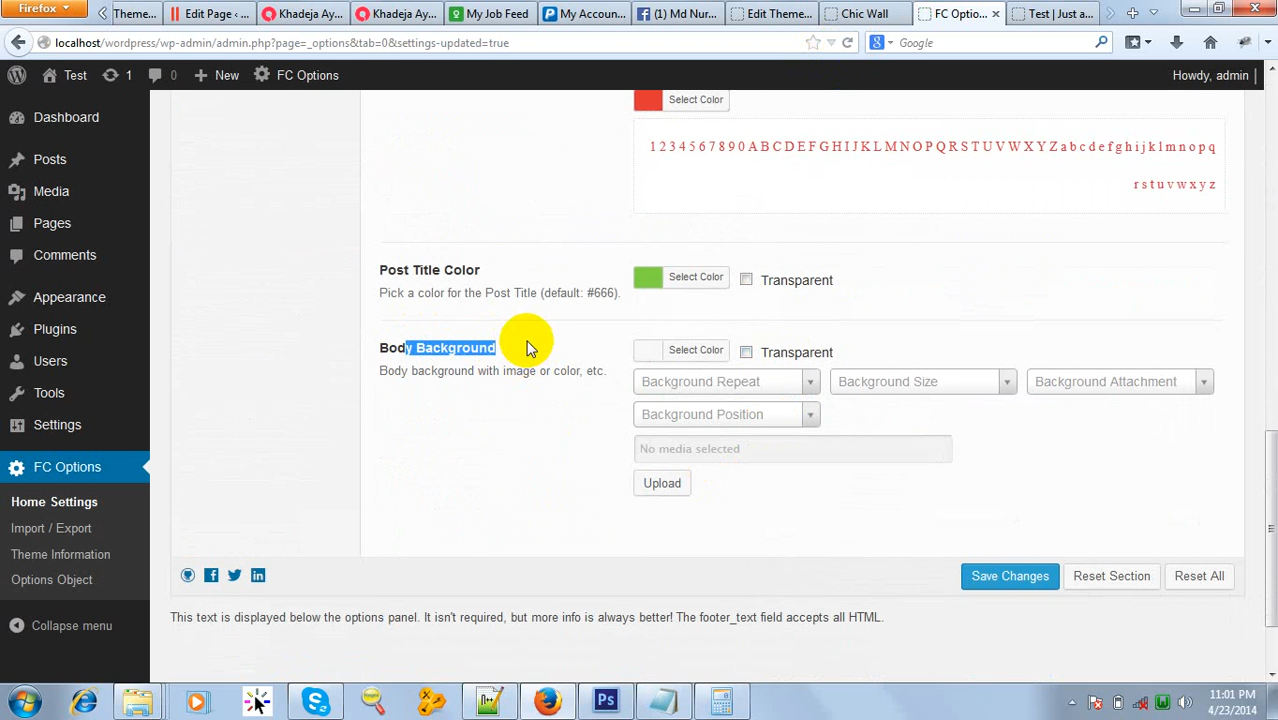 Firefox
Theme...
Edit Page ‹ ...
Khadeja Ay...
Khadeja Ay...
My Job Feed
My Accoun...
(1) Md Nur...
Edit Theme...
Chic Wall
FC Optio...
Test | Just a...
localhost/wordpress/wp-admin/admin.php?page=_options&tab=0&settings-updated=true
Google
Test
1
0
New
FC Options
Howdy, admin
Dashboard
Posts
Media
Pages
Comments
Appearance
Plugins
Users
Tools
Settings
FC Options
Home Settings
Import / Export
Theme Information
Options Object
Collapse menu
Select Color
1 2 3 4 5 6 7 8 9 0 A B C D E F G H I J K L M N O P Q R S T U V W X Y Z a b c d e f g h i j k l m n o p q
r s t u v w x y z
Post Title Color
Pick a color for the Post Title (default: #666).
Select Color
Transparent
Body Background
Body background with image or color, etc.
Select Color
Transparent
Background Repeat
Background Size
Background Attachment
Background Position
No media selected
Upload
Save Changes
Reset Section
Reset All
This text is displayed below the options panel. It isn't required, but more info is always better! The footer_text field accepts all HTML.
Ps
11:01 PM
4/23/2014